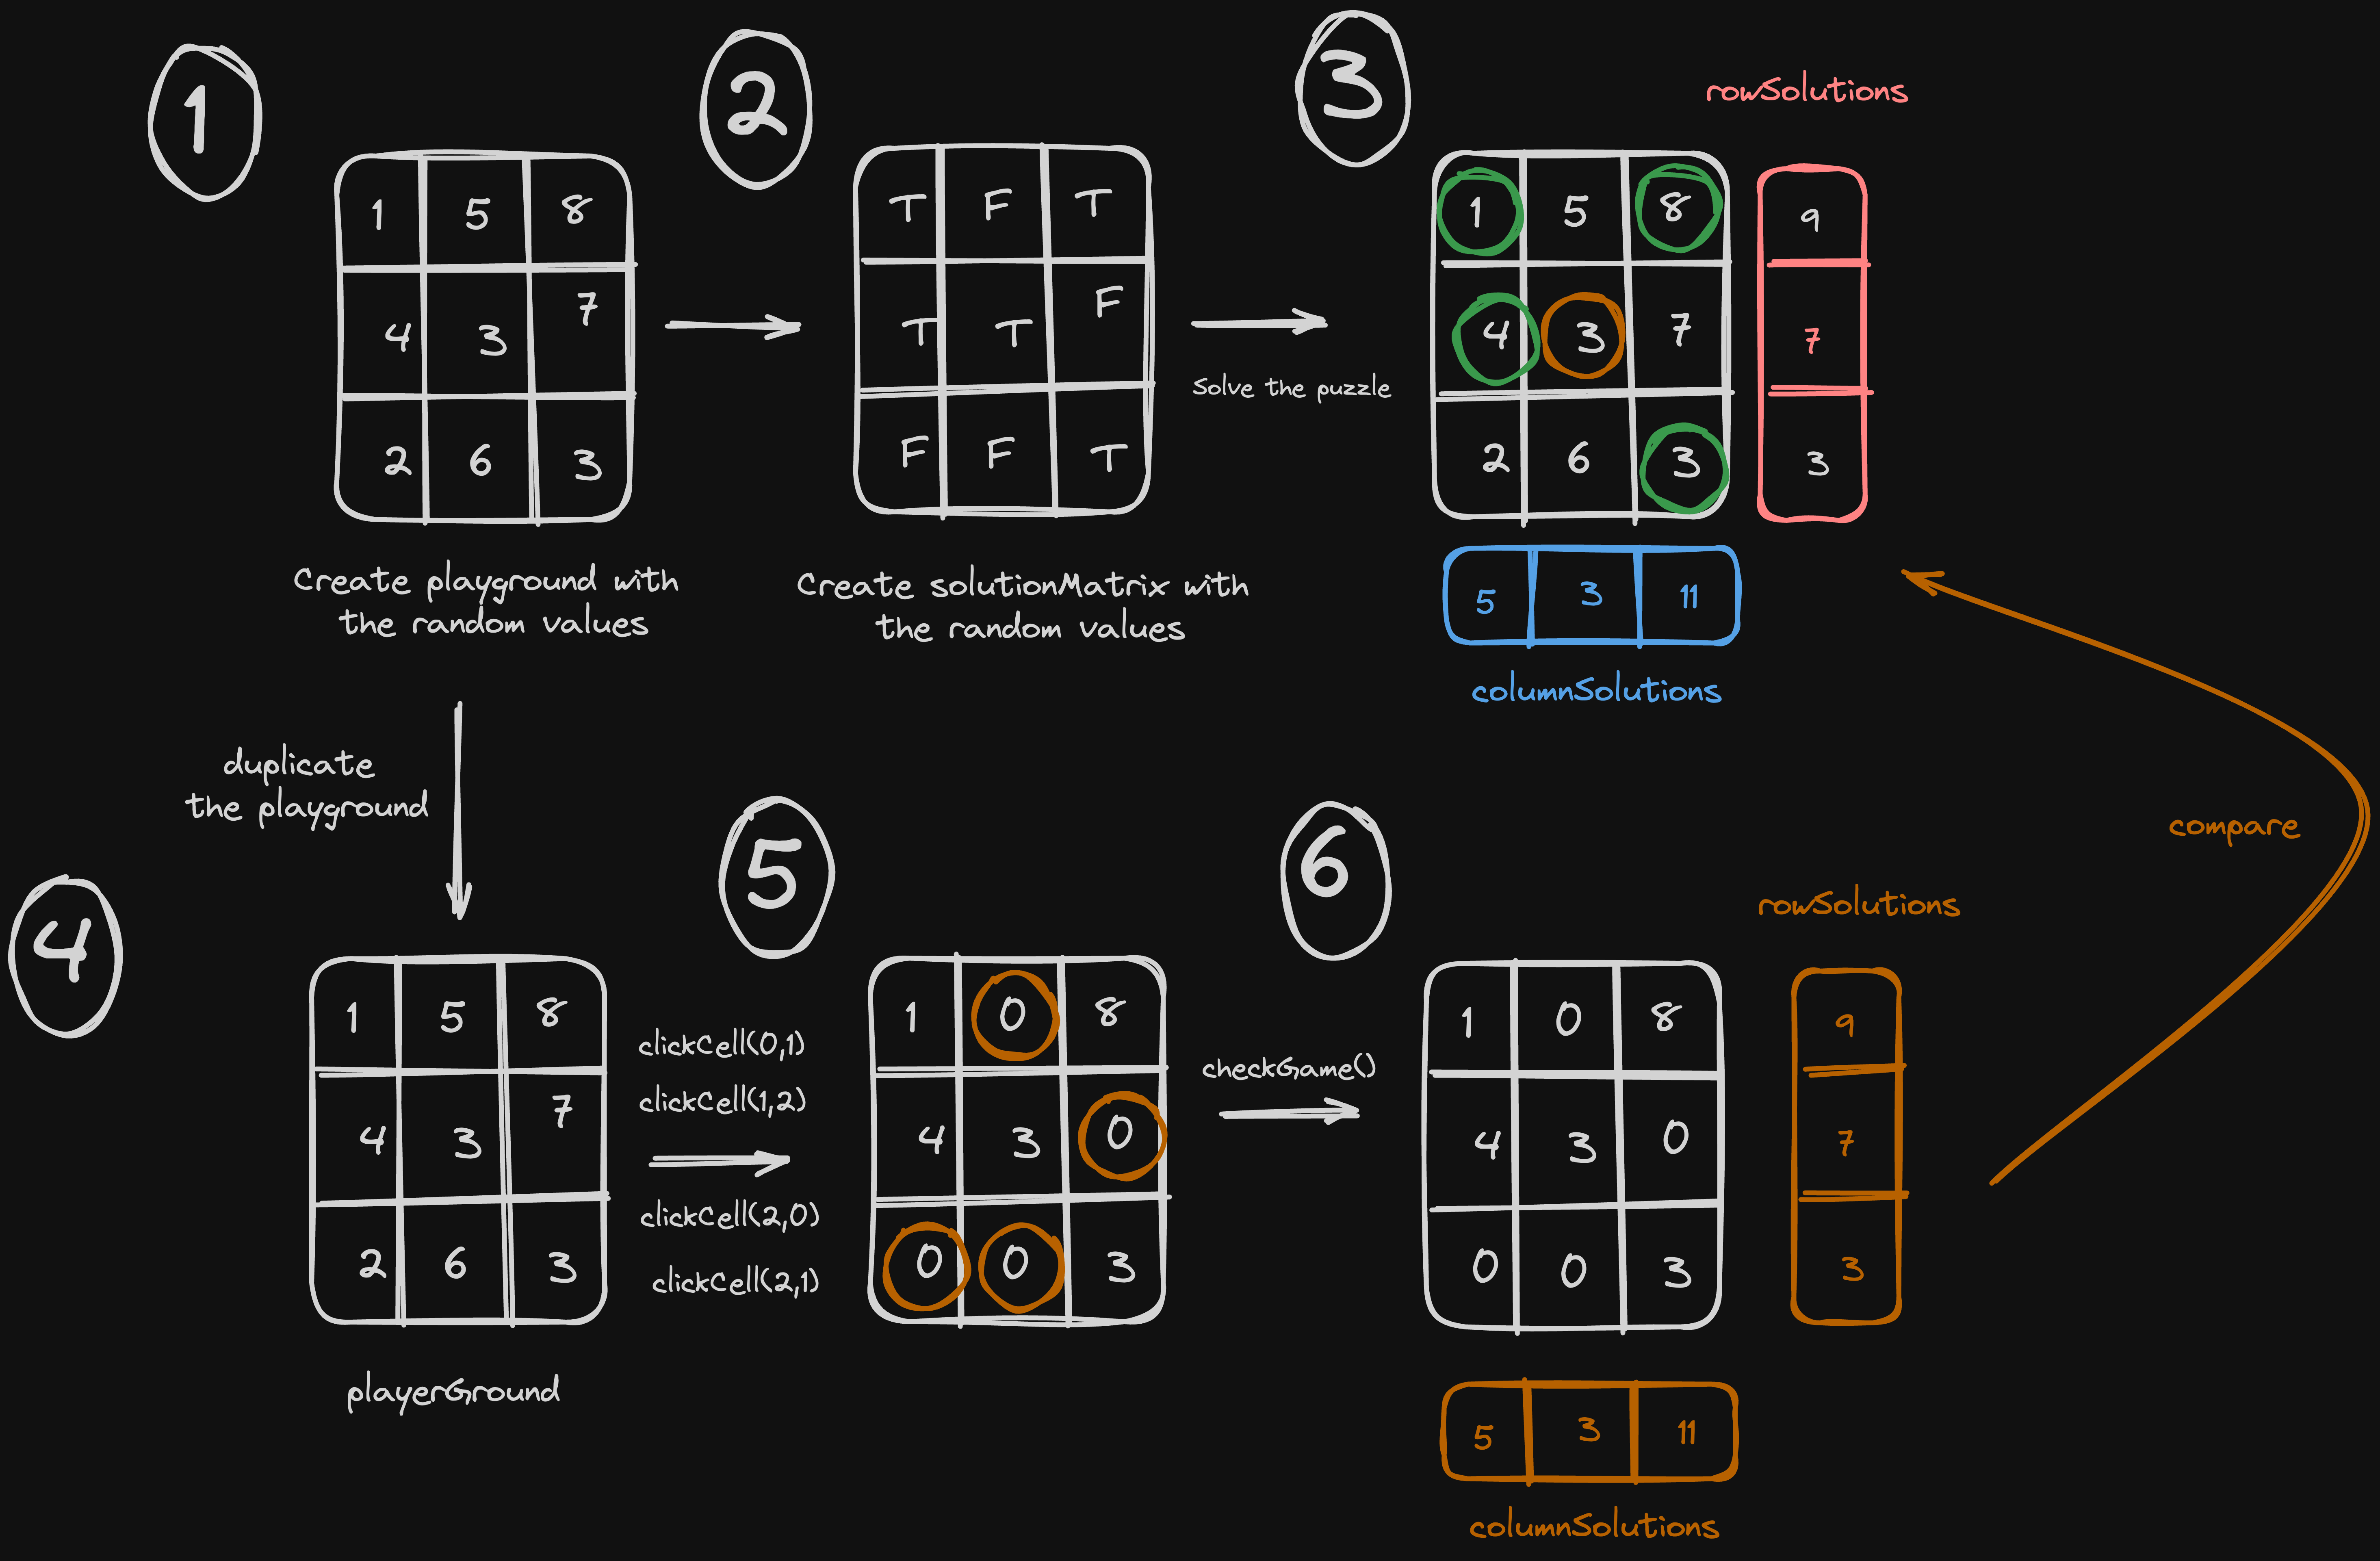 1
2
3
rowSolutions
1 5 8
4 3 7
2 6 3
T F T
T T F
F F T
Solve the puzzle
1 5 8
4 3 7
2 6 3
9
7
3
5 3 11
columnSolutions
Create playground with
the random values
Create solutionMatrix with
the random values
duplicate
the playground
compare
4
5
6
rowSolutions
1 5 8
4 3 7
2 6 3
playerGround
clickCell(0,1)
clickCell(1,2)
clickCell(2,0)
clickCell(2,1)
1 0 8
4 3 0
0 0 3
checkGame()
1 0 8
4 3 0
0 0 3
9
7
3
5 3 11
columnSolutions